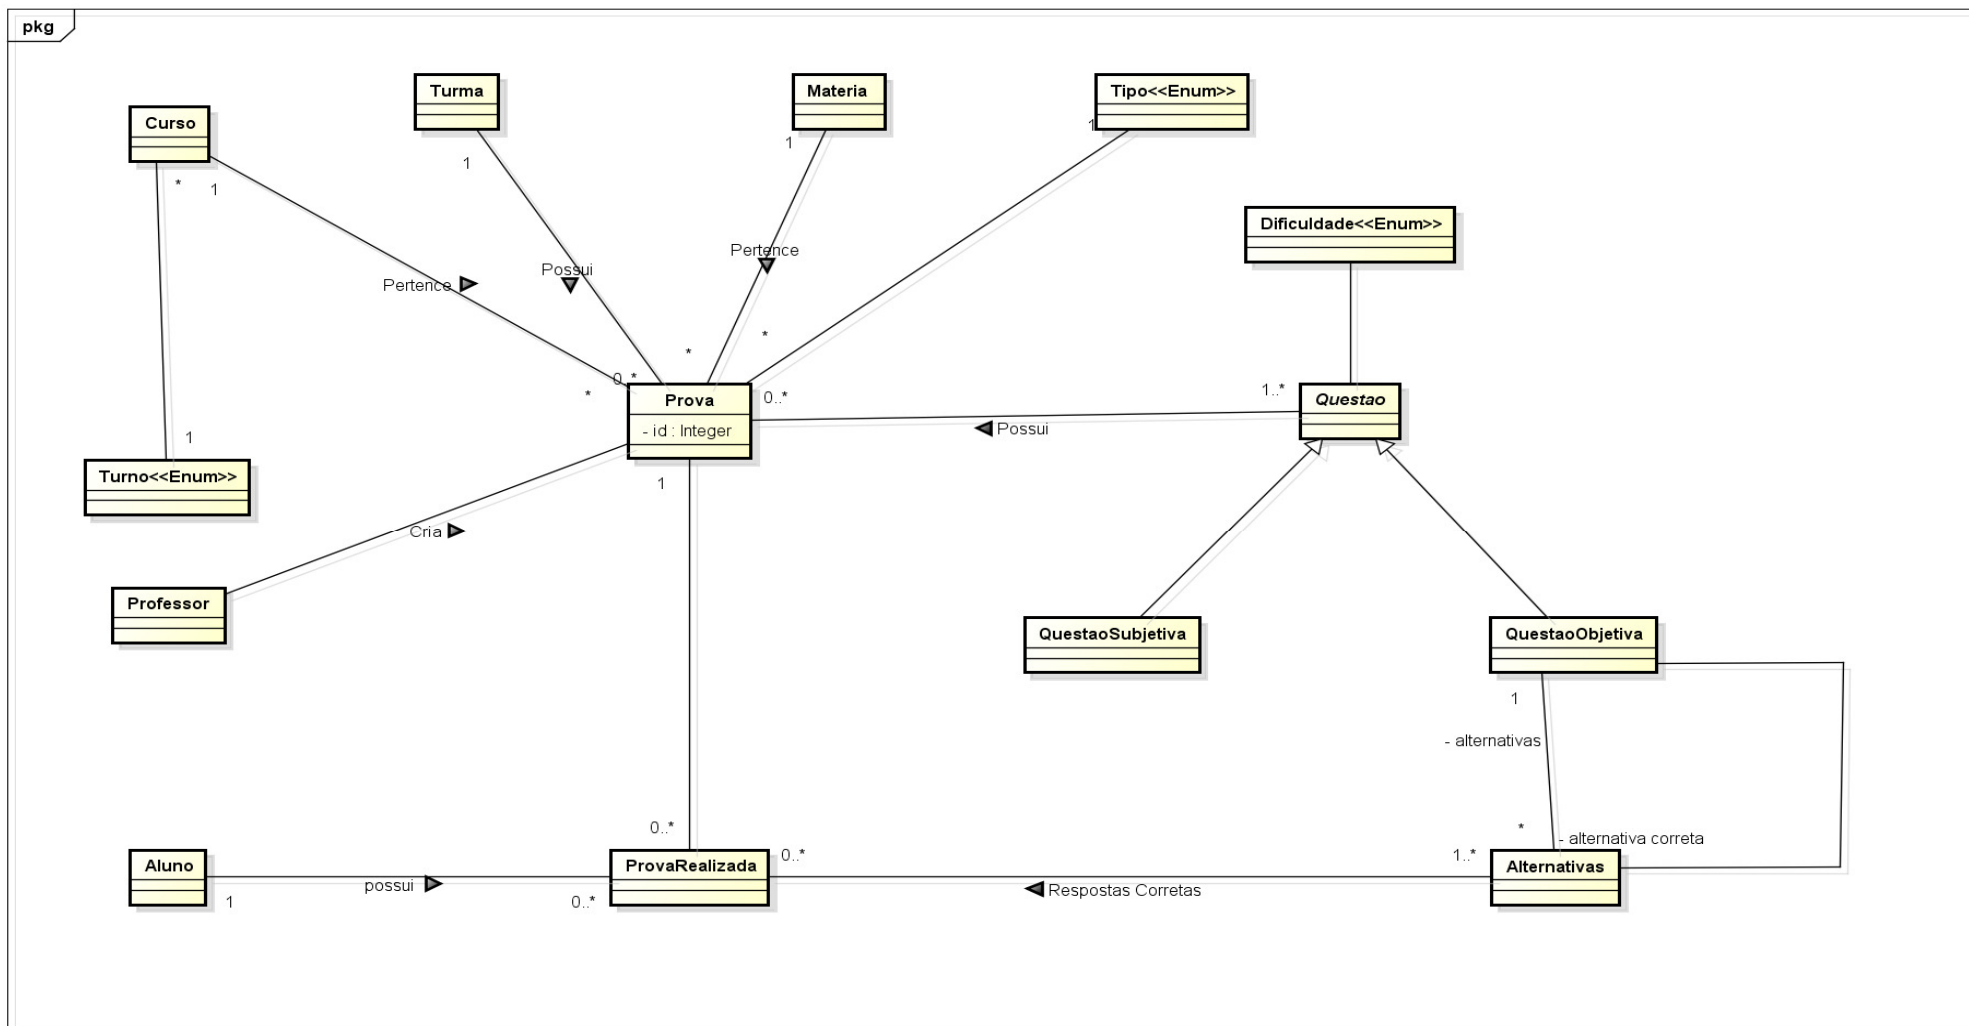 pkg
Turma
Materia
Tipo<<Enum>>
Curso
1
1
1
*
1
Dificuldade<<Enum>>
Pertence
Possui
Pertence
*
*
0..*
*
0..*
1..*
Prova
- id : Integer
Questao
Possui
1
Turno<<Enum>>
1
Cria
Professor
QuestaoSubjetiva
QuestaoObjetiva
1
- alternativas
0..*
*
- alternativa correta
0..*
1..*
Aluno
ProvaRealizada
Alternativas
possui
Respostas Corretas
1
0..*